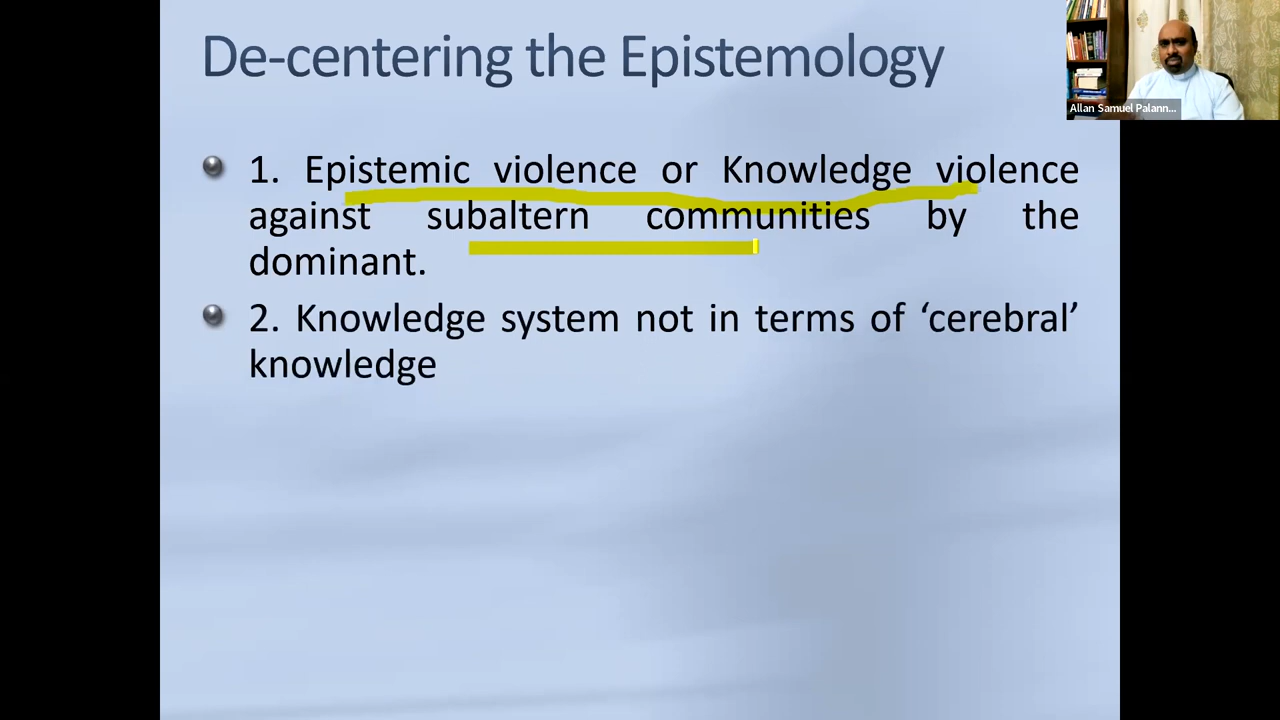 De-centering the Epistemology
Allan Samuel Palann...
1. Epistemic violence or Knowledge violence
against subaltern communities by the
dominant.
2. Knowledge system not in terms of ‘cerebral’
knowledge